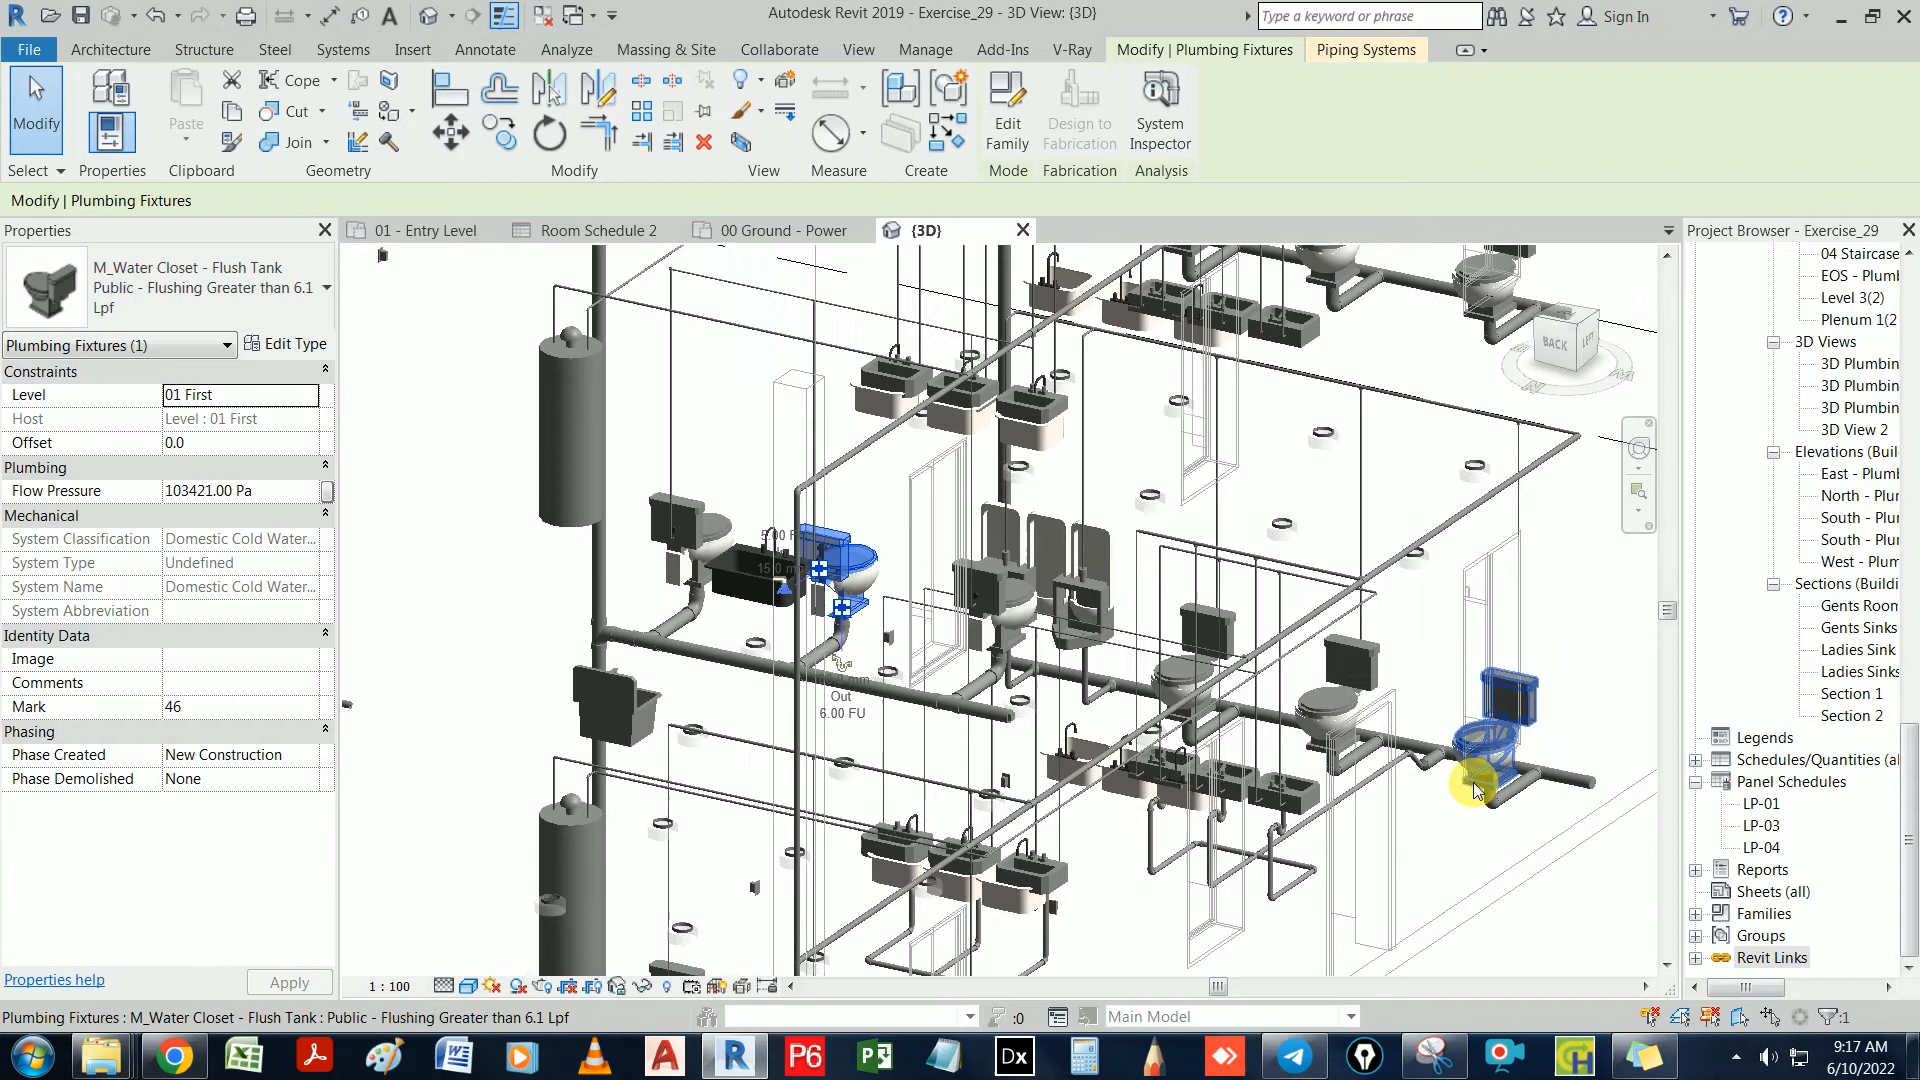 Autodesk Revit 2019 - Exercise_29 - 3D View: {3D}
Type a keyword or phrase
Sign In
File
Architecture
Structure
Steel
Systems
Insert
Annotate
Analyze
Massing & Site
Collaborate
View
Manage
Add-Ins
V-Ray
Modify | Plumbing Fixtures
Piping Systems
Modify
Paste
Cope
Cut
Join
Edit
Family
Design to
Fabrication
System
Inspector
Select
Properties
Clipboard
Geometry
Modify
View
Measure
Create
Mode
Fabrication
Analysis
Modify | Plumbing Fixtures
Properties
M_Water Closet - Flush Tank
Public - Flushing Greater than 6.1
Lpf
Plumbing Fixtures (1)
Edit Type
Constraints
Level 01 First
Host Level : 01 First
Offset 0.0
Plumbing
Flow Pressure 103421.00 Pa
Mechanical
System Classification Domestic Cold Water...
System Type Undefined
System Name Domestic Cold Water...
System Abbreviation
Identity Data
Image
Comments
Mark 46
Phasing
Phase Created New Construction
Phase Demolished None
Properties help
Apply
01 - Entry Level
Room Schedule 2
00 Ground - Power
{3D}
BACK
LEFT
15.0 m
mm
Out
6.00 FU
1 : 100
Project Browser - Exercise_29
04 Staircase
EOS - Plumb
Level 3(2)
Plenum 1(2
3D Views
3D Plumbin
3D Plumbin
3D Plumbin
3D View 2
Elevations (Buil
East - Plumb
North - Plur
South - Plur
South - Plur
West - Plum
Sections (Buildi
Gents Room
Gents Sinks
Ladies Sink
Ladies Sinks
Section 1
Section 2
Legends
Schedules/Quantities (al
Panel Schedules
LP-01
LP-03
LP-04
Reports
Sheets (all)
Families
Groups
Revit Links
Plumbing Fixtures : M_Water Closet - Flush Tank : Public - Flushing Greater than 6.1 Lpf
:0
Main Model
:1
P6
Dx
9:17 AM
6/10/2022